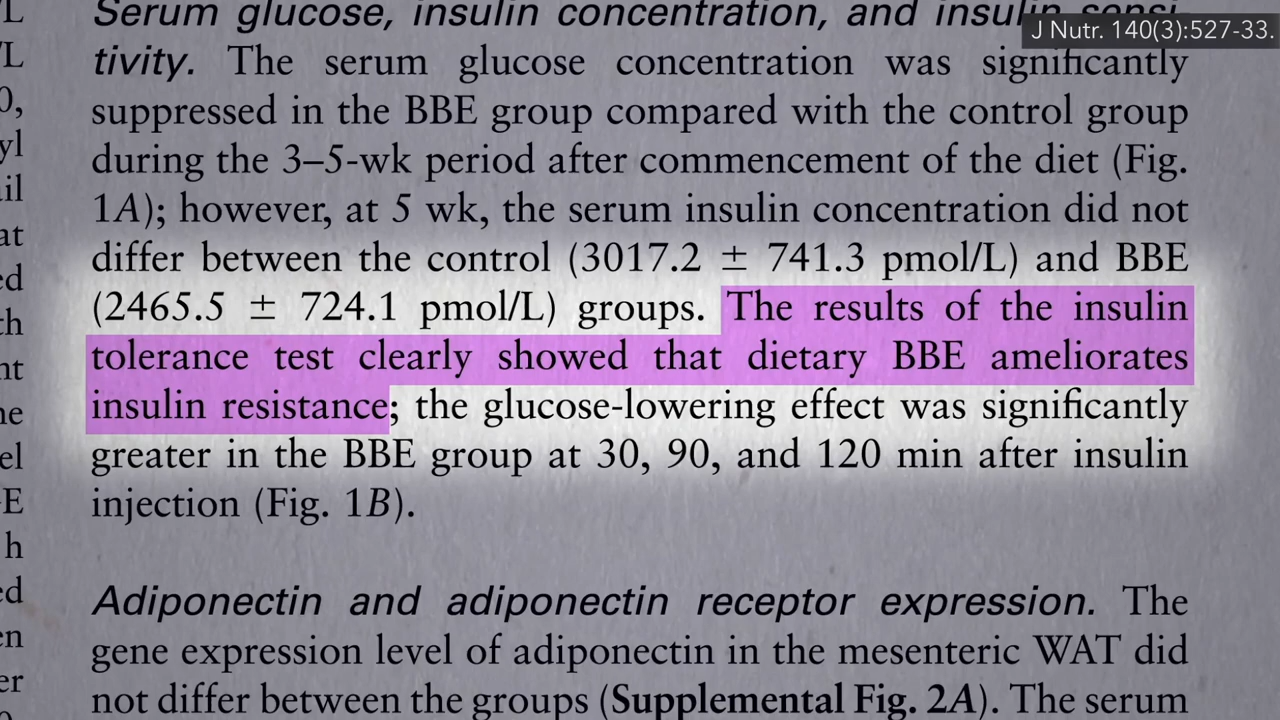 Serum glucose, insulin concentration, and insulin sensi
J Nutr. 140(3):527-33.
tivity. The serum glucose concentration was significantly
suppressed in the BBE group compared with the control group
during the 3–5-wk period after commencement of the diet (Fig.
1A); however, at 5 wk, the serum insulin concentration did not
differ between the control (3017.2 ± 741.3 pmol/L) and BBE
(2465.5 ± 724.1 pmol/L) groups. The results of the insulin
tolerance test clearly showed that dietary BBE ameliorates
insulin resistance; the glucose-lowering effect was significantly
greater in the BBE group at 30, 90, and 120 min after insulin
injection (Fig. 1B).
Adiponectin and adiponectin receptor expression. The
gene expression level of adiponectin in the mesenteric WAT did
not differ between the groups (Supplemental Fig. 2A). The serum